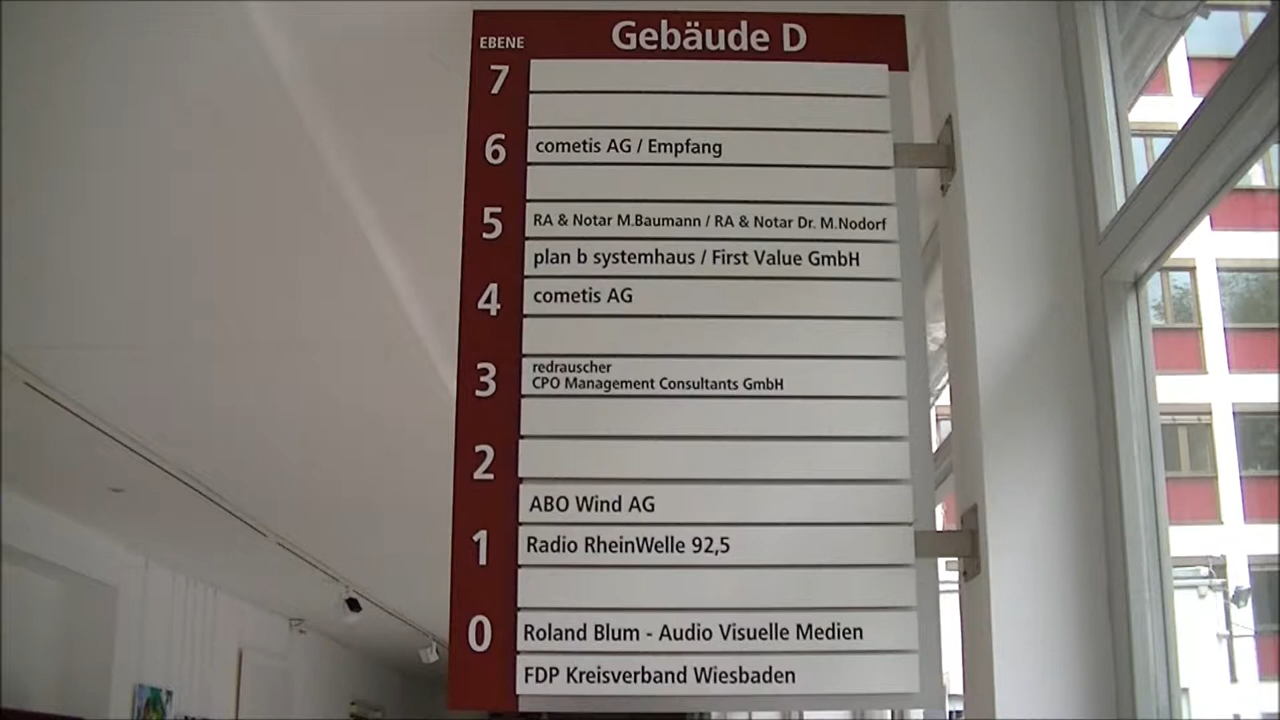 Gebäude D
EBENE
7
6 cometis AG / Empfang
5 RA & Notar M.Baumann / RA & Notar Dr. M.Nodorf
plan b systemhaus / First Value GmbH
4 cometis AG
3 redrauscher
CPO Management Consultants GmbH
2
ABO Wind AG
1 Radio RheinWelle 92,5
0 Roland Blum - Audio Visuelle Medien
FDP Kreisverband Wiesbaden